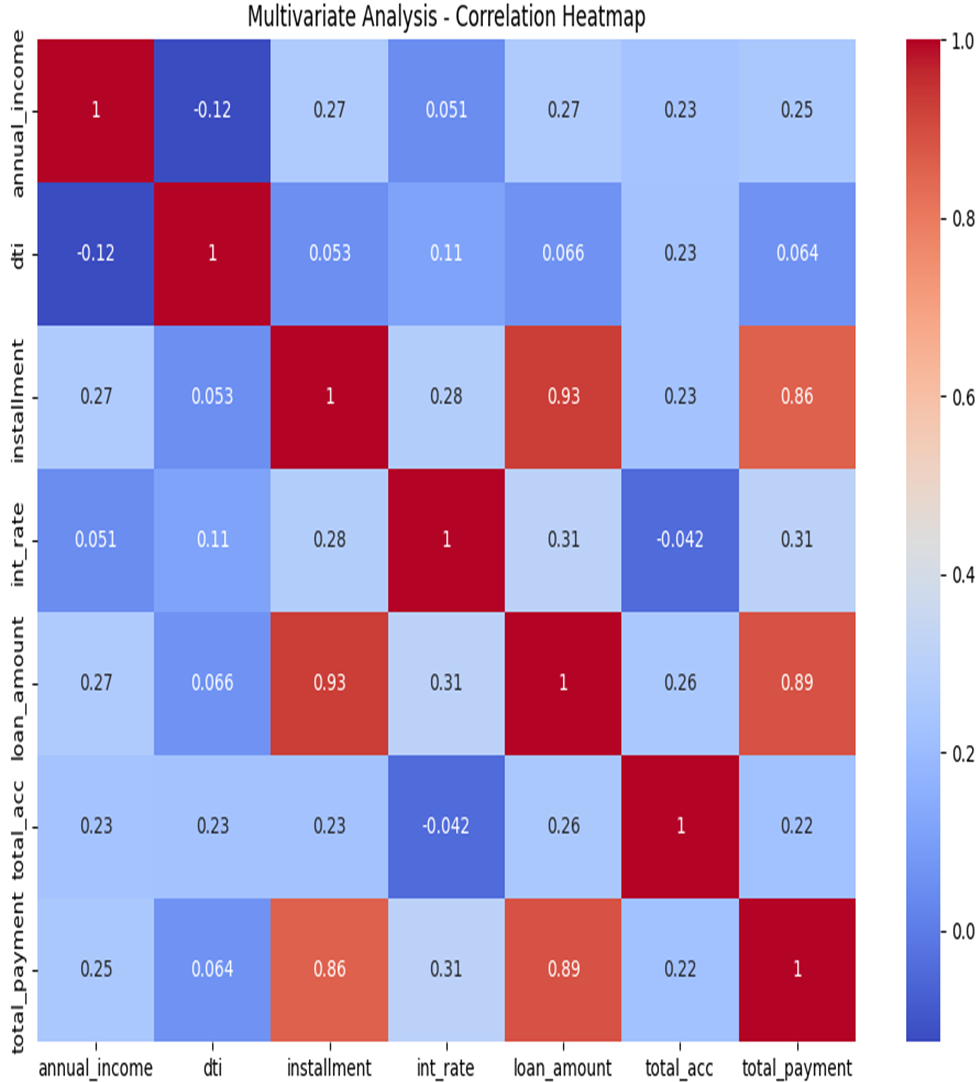 Multivariate Analysis - Correlation Heatmap
annual_income 1 -0.12 0.27 0.051 0.27 0.23 0.25
dti -0.12 1 0.053 0.11 0.066 0.23 0.064
installment 0.27 0.053 1 0.28 0.93 0.23 0.86
int_rate 0.051 0.11 0.28 1 0.31 -0.042 0.31
loan_amount 0.27 0.066 0.93 0.31 1 0.26 0.89
total_acc 0.23 0.23 0.23 -0.042 0.26 1 0.22
total_payment 0.25 0.064 0.86 0.31 0.89 0.22 1
annual_income dti installment int_rate loan_amount total_acc total_payment
1.0
0.8
0.6
0.4
0.2
0.0